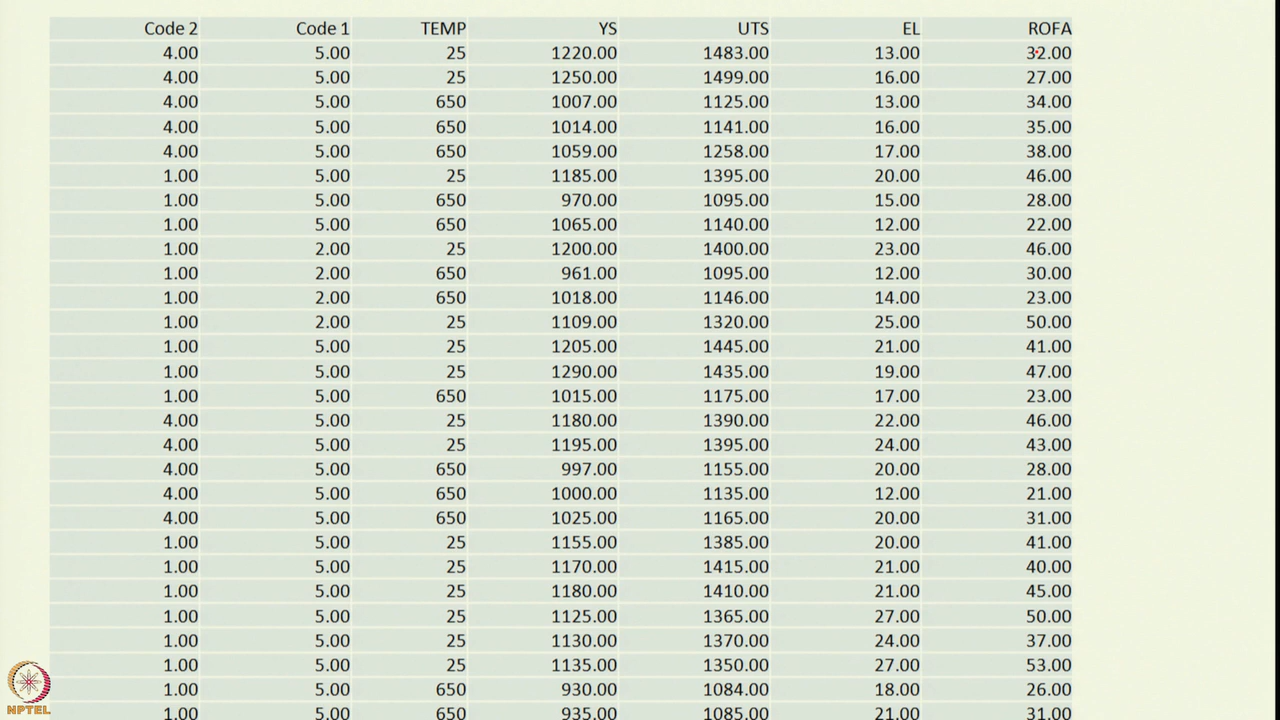 Code 2 Code 1 TEMP YS UTS EL ROFA
4.00 5.00 25 1220.00 1483.00 13.00 32.00
4.00 5.00 25 1250.00 1499.00 16.00 27.00
4.00 5.00 650 1007.00 1125.00 13.00 34.00
4.00 5.00 650 1014.00 1141.00 16.00 35.00
4.00 5.00 650 1059.00 1258.00 17.00 38.00
1.00 5.00 25 1185.00 1395.00 20.00 46.00
1.00 5.00 650 970.00 1095.00 15.00 28.00
1.00 5.00 650 1065.00 1140.00 12.00 22.00
1.00 2.00 25 1200.00 1400.00 23.00 46.00
1.00 2.00 650 961.00 1095.00 12.00 30.00
1.00 2.00 650 1018.00 1146.00 14.00 23.00
1.00 2.00 25 1109.00 1320.00 25.00 50.00
1.00 5.00 25 1205.00 1445.00 21.00 41.00
1.00 5.00 25 1290.00 1435.00 19.00 47.00
1.00 5.00 650 1015.00 1175.00 17.00 23.00
4.00 5.00 25 1180.00 1390.00 22.00 46.00
4.00 5.00 25 1195.00 1395.00 24.00 43.00
4.00 5.00 650 997.00 1155.00 20.00 28.00
4.00 5.00 650 1000.00 1135.00 12.00 21.00
4.00 5.00 650 1025.00 1165.00 20.00 31.00
1.00 5.00 25 1155.00 1385.00 20.00 41.00
1.00 5.00 25 1170.00 1415.00 21.00 40.00
1.00 5.00 25 1180.00 1410.00 21.00 45.00
1.00 5.00 25 1125.00 1365.00 27.00 50.00
1.00 5.00 25 1130.00 1370.00 24.00 37.00
1.00 5.00 25 1135.00 1350.00 27.00 53.00
1.00 5.00 650 930.00 1084.00 18.00 26.00
1.00 5.00 650 935.00 1085.00 21.00 31.00
NPTEL